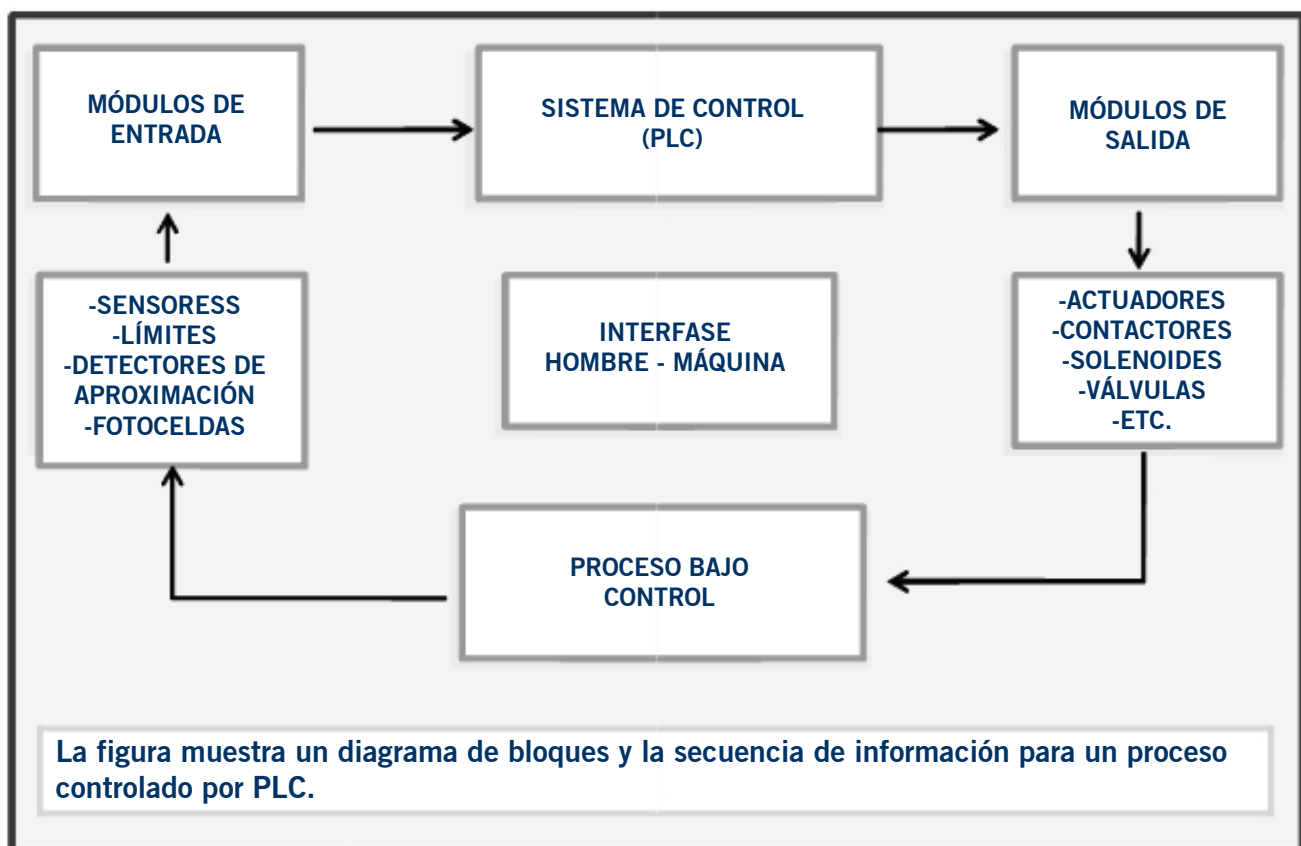 MÓDULOS DE
ENTRADA
SISTEMA DE CONTROL
(PLC)
MÓDULOS DE
SALIDA
-SENSORESS
-LÍMITES
-DETECTORES DE
APROXIMACIÓN
-FOTOCELDAS
INTERFASE
HOMBRE - MÁQUINA
-ACTUADORES
-CONTACTORES
-SOLENOIDES
-VÁLVULAS
-ETC.
PROCESO BAJO
CONTROL
La figura muestra un diagrama de bloques y la secuencia de información para un proceso
controlado por PLC.